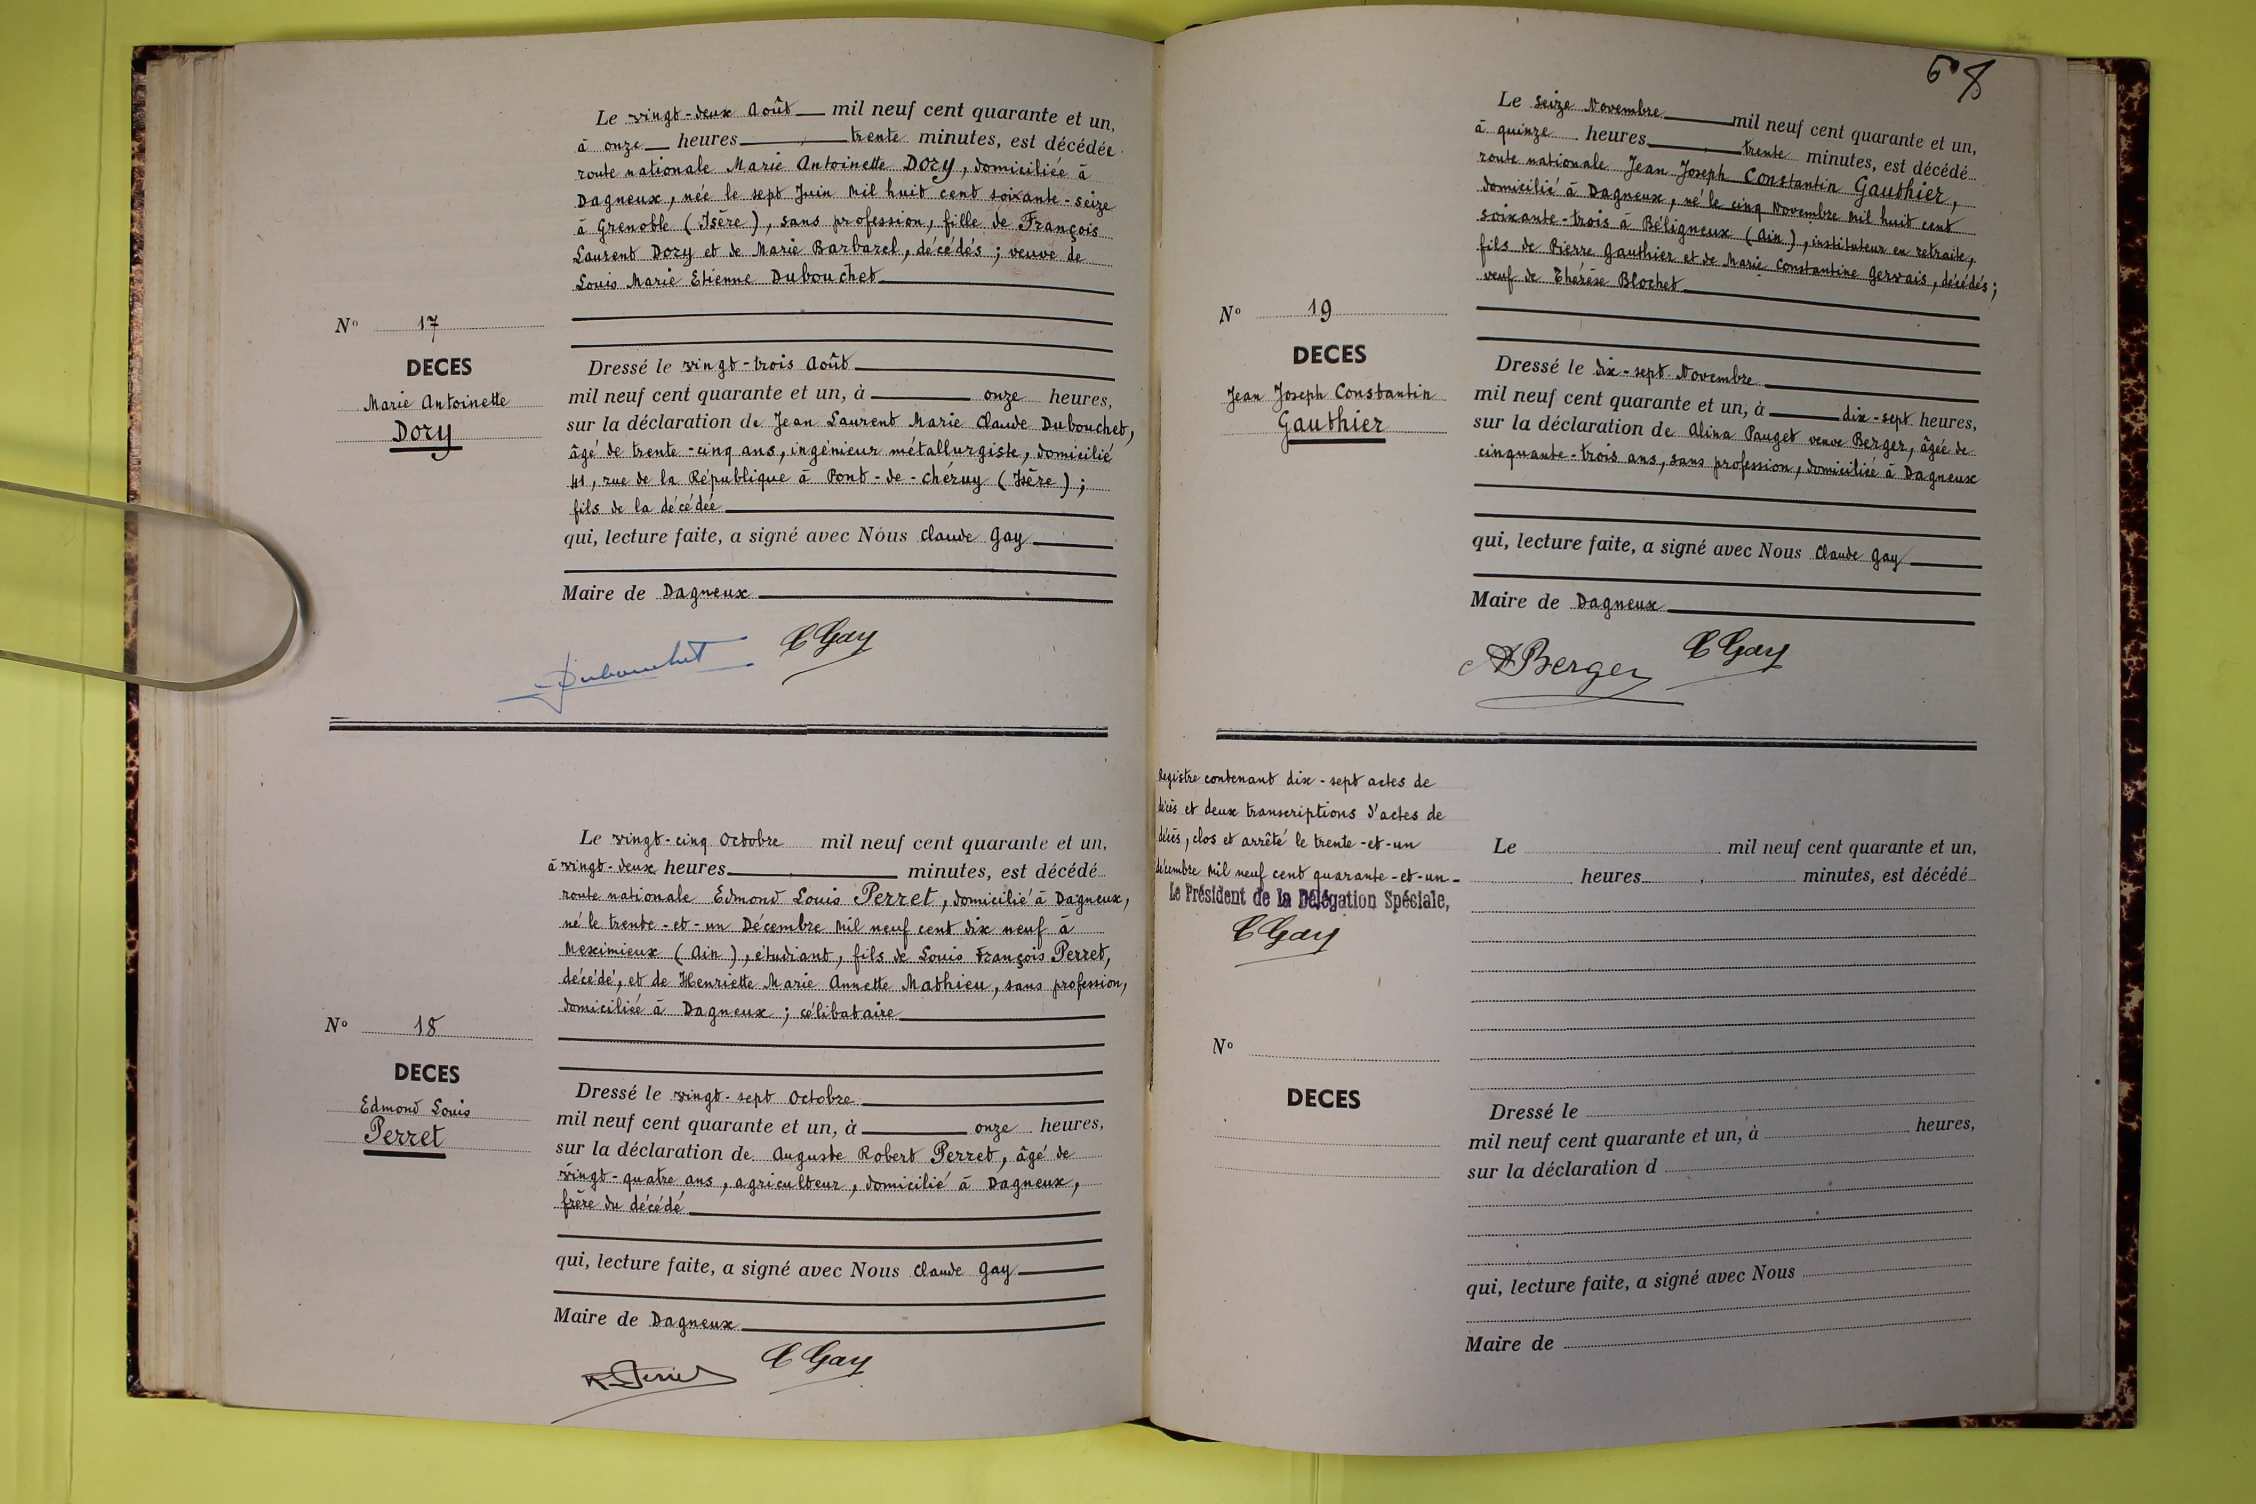 Le vingt-deux Août mil neuf cent quarante et un,
à onze heures trente minutes, est décédée
route nationale Marie Antoinette Dory, domiciliée à
Dagneux, née le sept Juin mil huit cent soixante-seize
à Grenoble (Isère), sans profession, fille de François
Laurent Dory et de Marie Barbarel, décédés ; veuve de
Louis Marie Etienne Dubouchet
No 17
DECES
Marie Antoinette
Dory
Dressé le vingt-trois Août
mil neuf cent quarante et un, à onze heures,
sur la déclaration de Jean Laurent Marie Claude Dubouchet,
âgé de trente-cinq ans, ingénieur métallurgiste, domicilié
41, rue de la République à Pont-de-Chéruy (Isère) ;
fils de la décédée
qui, lecture faite, a signé avec Nous Claude Gay
Maire de Dagneux
Dubouchet C Gay
Le vingt-cinq Octobre mil neuf cent quarante et un,
à vingt-deux heures minutes, est décédé
route nationale Edmond Louis Perret, domicilié à Dagneux,
né le trente-et-un Décembre mil neuf cent dix neuf à
Meximieux (Ain), étudiant, fils de Louis François Perret,
décédé, et de Henriette Marie Annette Mathieu, sans profession,
domiciliée à Dagneux ; célibataire
No 18
DECES
Edmond Louis
Perret
Dressé le vingt-sept Octobre
mil neuf cent quarante et un, à onze heures,
sur la déclaration de Auguste Robert Perret, âgé de
vingt-quatre ans, agriculteur, domicilié à Dagneux,
frère du décédé
qui, lecture faite, a signé avec Nous Claude Gay
Maire de Dagneux
C Gay
68
Le seize Novembre mil neuf cent quarante et un,
à quinze heures trente minutes, est décédé
route nationale Jean Joseph Constantin Gauthier,
domicilié à Dagneux, né le cinq Novembre mil huit cent
soixante-trois à Béligneux (Ain), instituteur en retraite,
fils de Pierre Gauthier et de Marie Constantine Gervais, décédés ;
veuf de Thérèse Blochet
No 19
DECES
Jean Joseph Constantin
Gauthier
Dressé le dix-sept Novembre
mil neuf cent quarante et un, à dix-sept heures,
sur la déclaration de Alina Pauget veuve Berger, âgée de
cinquante-trois ans, sans profession, domiciliée à Dagneux
qui, lecture faite, a signé avec Nous Claude Gay
Maire de Dagneux
A Berger C Gay
Registre contenant dix-sept actes de
décès et deux transcriptions d'actes de
décès, clos et arrêté le trente-et-un
décembre mil neuf cent quarante-et-un
Le Président de la Délégation Spéciale,
C Gay
Le mil neuf cent quarante et un,
heures minutes, est décédé
No
DECES
Dressé le
mil neuf cent quarante et un, à heures,
sur la déclaration d
qui, lecture faite, a signé avec Nous
Maire de